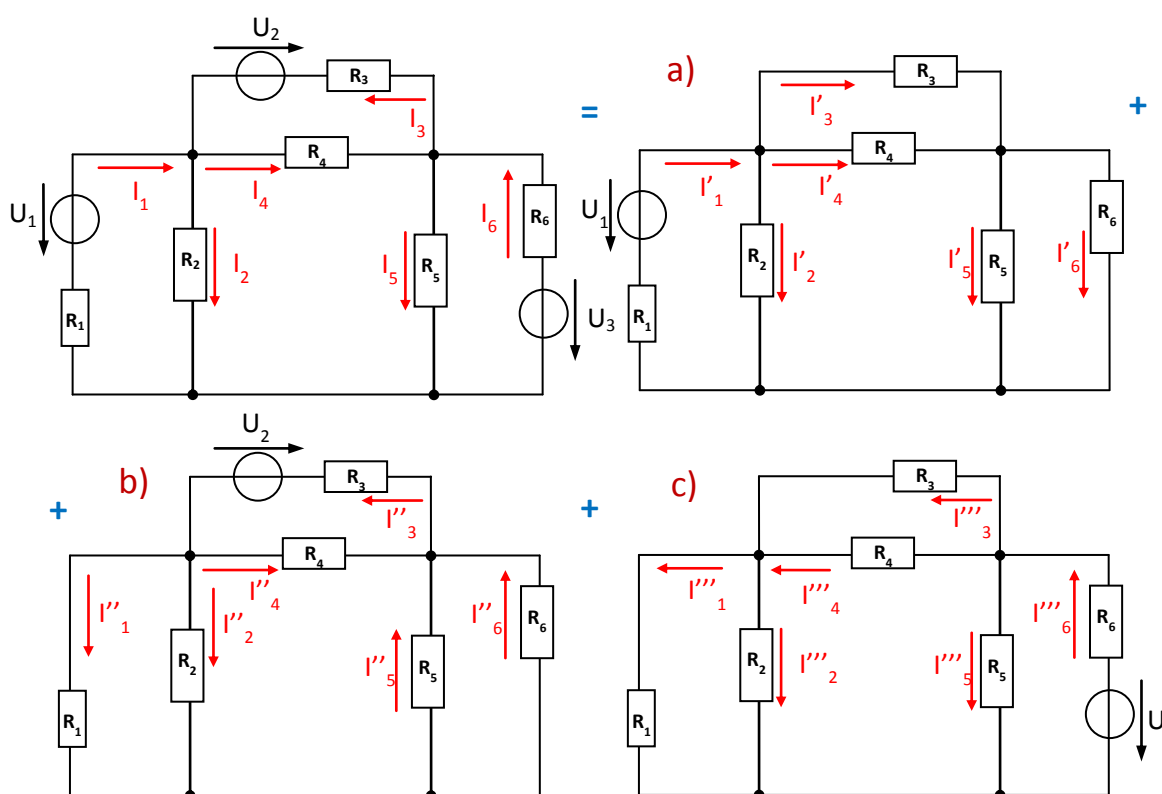 U₂
R₃
I₃
R₄
I₁
I₄
U₁
R₂
I₂
R₁
I₅
R₅
I₆
R₆
U₃
=
a)
+
R₃
I'₃
R₄
I'₁
I'₄
U₁
R₂
I'₂
R₁
I'₅
R₅
I'₆
R₆
+
b)
U₂
R₃
I''₃
R₄
I''₄
I''₁
I''₂
R₂
R₁
I''₅
R₅
I''₆
R₆
+
c)
R₃
I'''₃
R₄
I'''₁
I'''₄
R₂
I'''₂
R₁
I'''₅
R₅
I'''₆
R₆
U